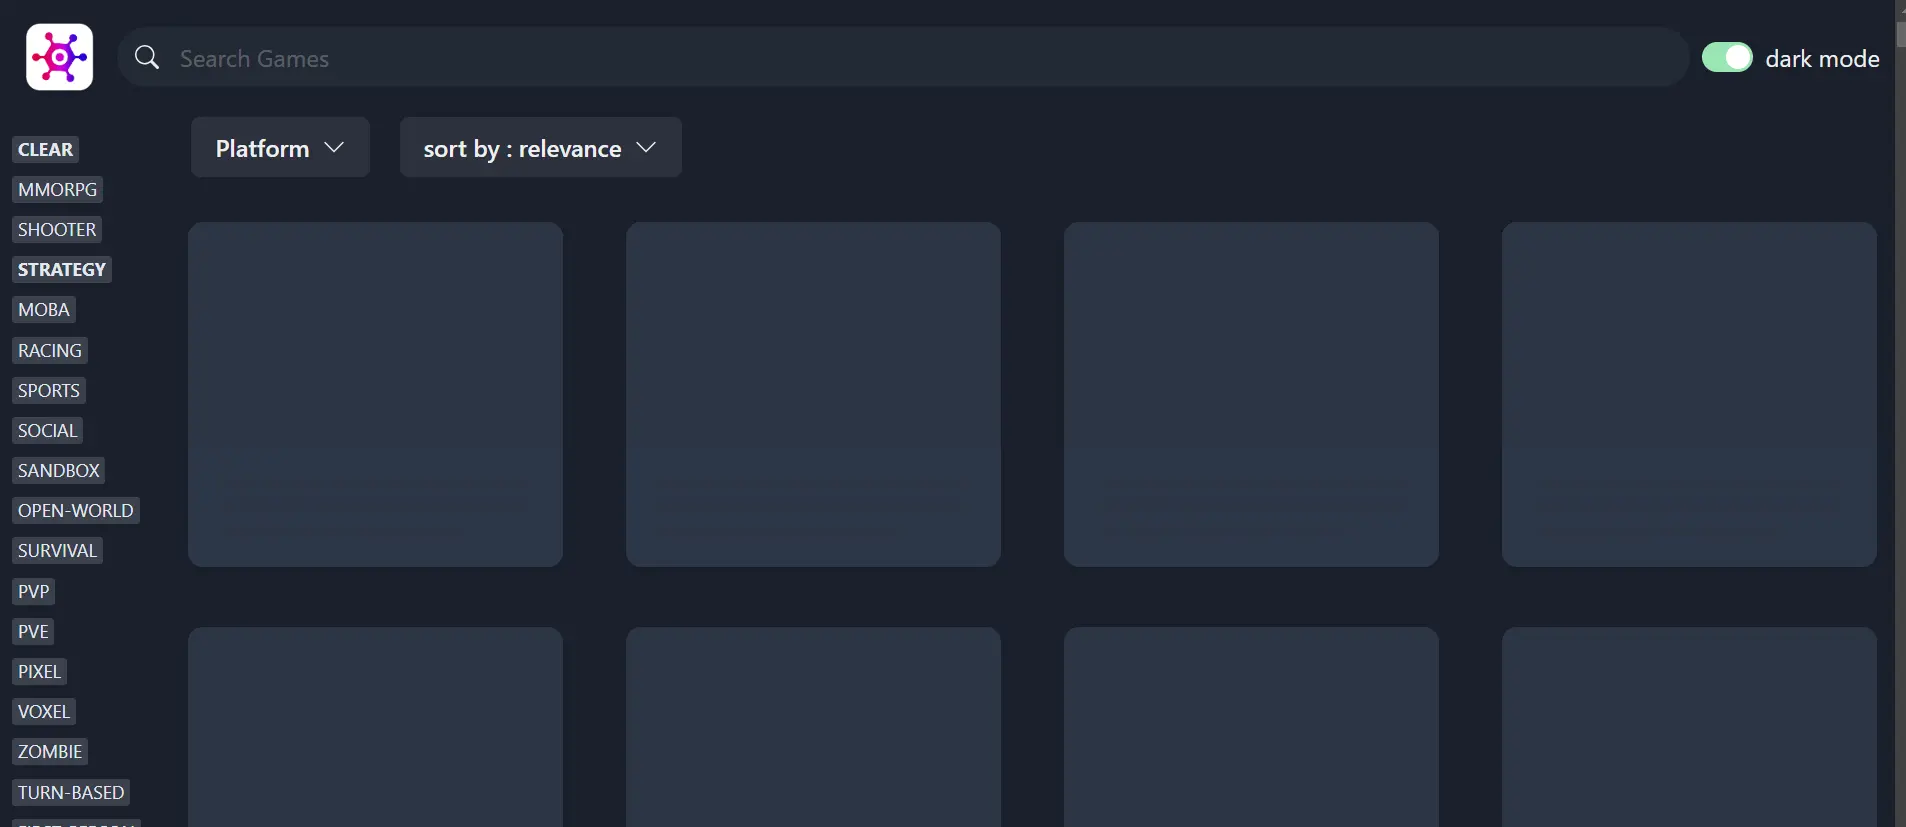 Search Games
dark mode
Platform
sort by : relevance
CLEAR
MMORPG
SHOOTER
STRATEGY
MOBA
RACING
SPORTS
SOCIAL
SANDBOX
OPEN-WORLD
SURVIVAL
PVP
PVE
PIXEL
VOXEL
ZOMBIE
TURN-BASED